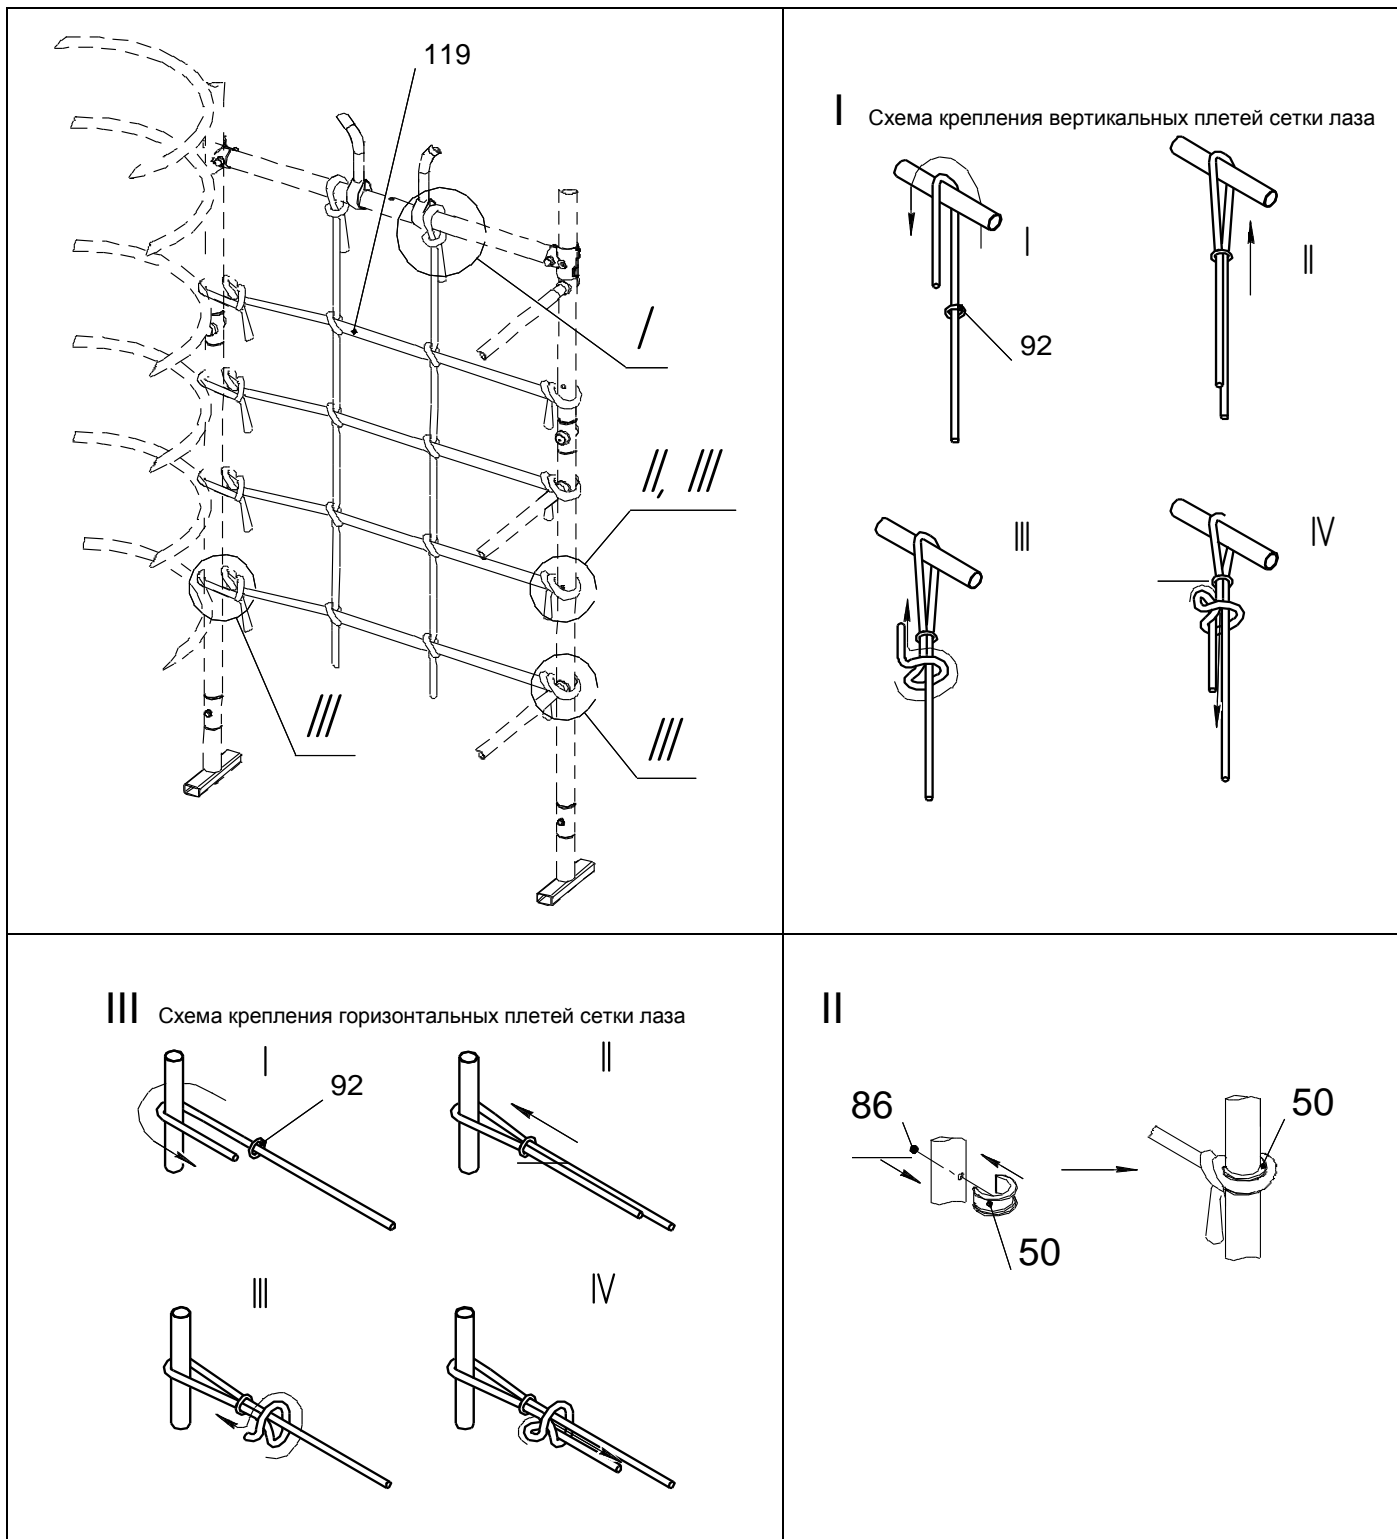 119
I
II, III
III
III
I Схема крепления вертикальных плетей сетки лаза
I
II
92
III
IV
III Схема крепления горизонтальных плетей сетки лаза
I
II
92
III
IV
II
86
50
50